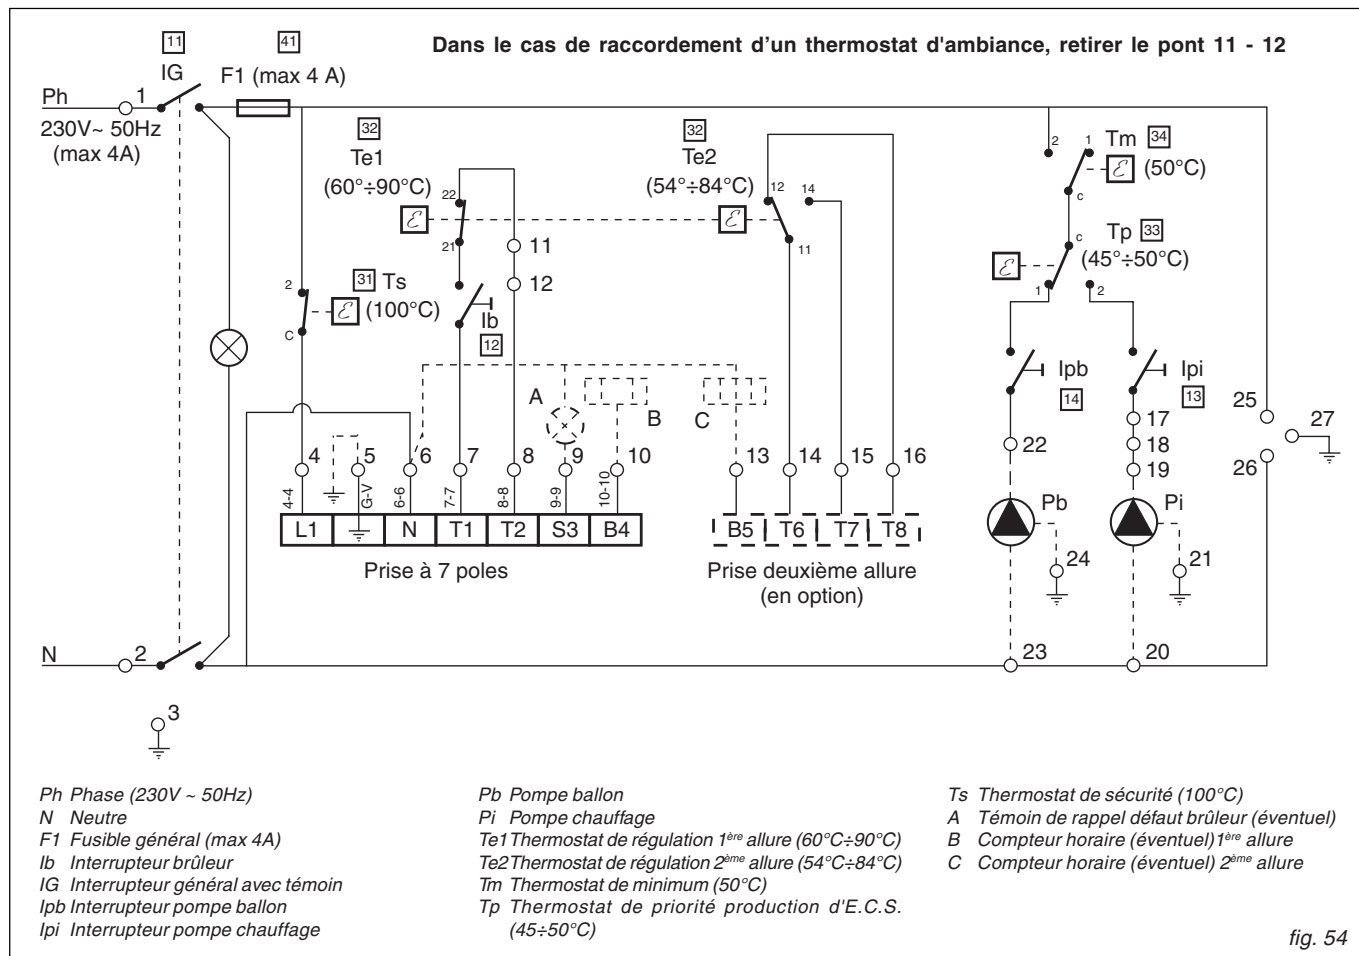 Dans le cas de raccordement d’un thermostat d'ambiance, retirer le pont 11 - 12
11
IG
41
F1 (max 4 A)
Ph
1
230V~ 50Hz
(max 4A)
32
Te1
(60°÷90°C)
22
21
ℰ
11
12
32
Te2
(54°÷84°C)
12
14
11
ℰ
2
1
Tm
34
(50°C)
ℰ
c
c
Tp
33
(45°÷50°C)
ℰ
1
2
2
31
Ts
(100°C)
ℰ
C
Ib
12
A
B
C
Ipb
14
Ipi
13
25
27
26
22
17
18
19
4
5
6
7
8
9
10
13
14
15
16
4-4
G-V
6-6
7-7
8-8
9-9
10-10
L1
N
T1
T2
S3
B4
B5
T6
T7
T8
Prise à 7 poles
Prise deuxième allure
(en option)
Pb
24
Pi
21
N
2
23
20
3
Ph Phase (230V ~ 50Hz)
N Neutre
F1 Fusible général (max 4A)
Ib Interrupteur brûleur
IG Interrupteur général avec témoin
Ipb Interrupteur pompe ballon
Ipi Interrupteur pompe chauffage
Pb Pompe ballon
Pi Pompe chauffage
Te1 Thermostat de régulation 1ère allure (60°C÷90°C)
Te2 Thermostat de régulation 2ème allure (54°C÷84°C)
Tm Thermostat de minimum (50°C)
Tp Thermostat de priorité production d'E.C.S.
(45÷50°C)
Ts Thermostat de sécurité (100°C)
A Témoin de rappel défaut brûleur (éventuel)
B Compteur horaire (éventuel) 1ère allure
C Compteur horaire (éventuel) 2ème allure
fig. 54